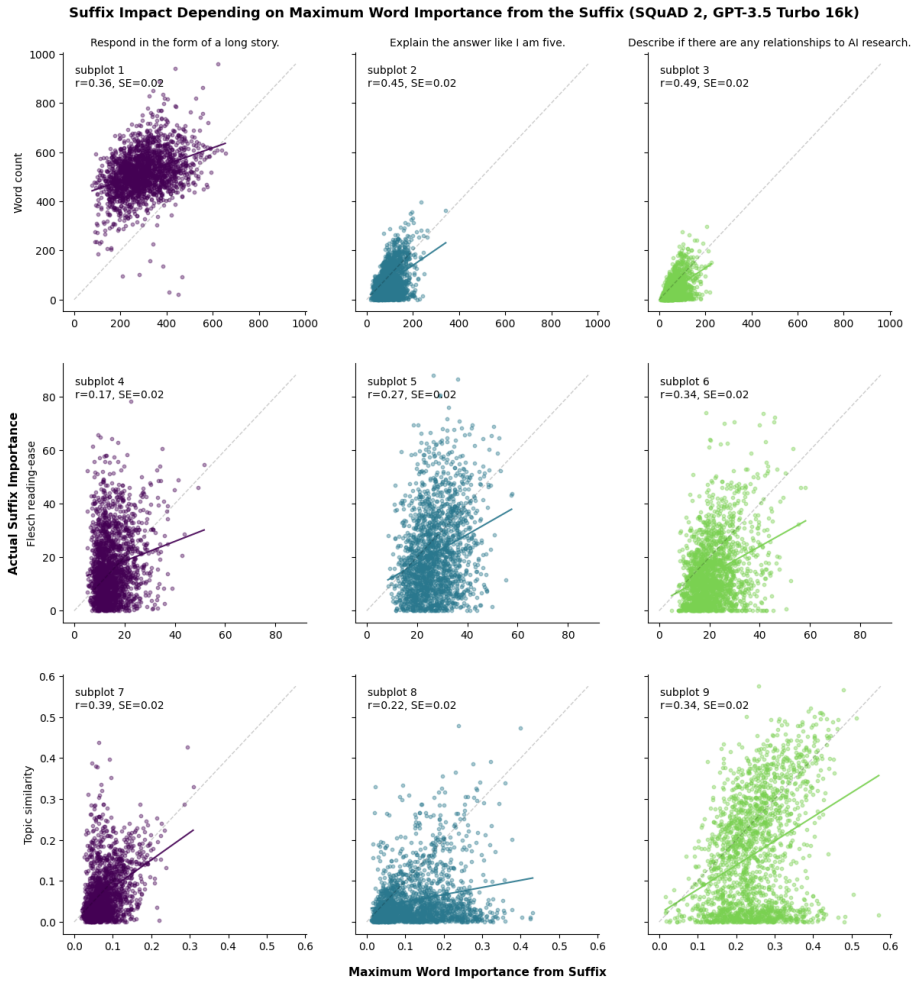 Suffix Impact Depending on Maximum Word Importance from the Suffix (SQuAD 2, GPT-3.5 Turbo 16k)
Respond in the form of a long story.
Explain the answer like I am five.
Describe if there are any relationships to AI research.
Actual Suffix Importance
Word count
1000
800
600
400
200
0
subplot 1
r=0.36, SE=0.02
0 200 400 600 800 1000
subplot 2
r=0.45, SE=0.02
0 200 400 600 800 1000
subplot 3
r=0.49, SE=0.02
0 200 400 600 800 1000
Flesch reading-ease
80
60
40
20
0
subplot 4
r=0.17, SE=0.02
0 20 40 60 80
subplot 5
r=0.27, SE=0.02
0 20 40 60 80
subplot 6
r=0.34, SE=0.02
0 20 40 60 80
Topic similarity
0.6
0.5
0.4
0.3
0.2
0.1
0.0
subplot 7
r=0.39, SE=0.02
0.0 0.1 0.2 0.3 0.4 0.5 0.6
subplot 8
r=0.22, SE=0.02
0.0 0.1 0.2 0.3 0.4 0.5 0.6
subplot 9
r=0.34, SE=0.02
0.0 0.1 0.2 0.3 0.4 0.5 0.6
Maximum Word Importance from Suffix